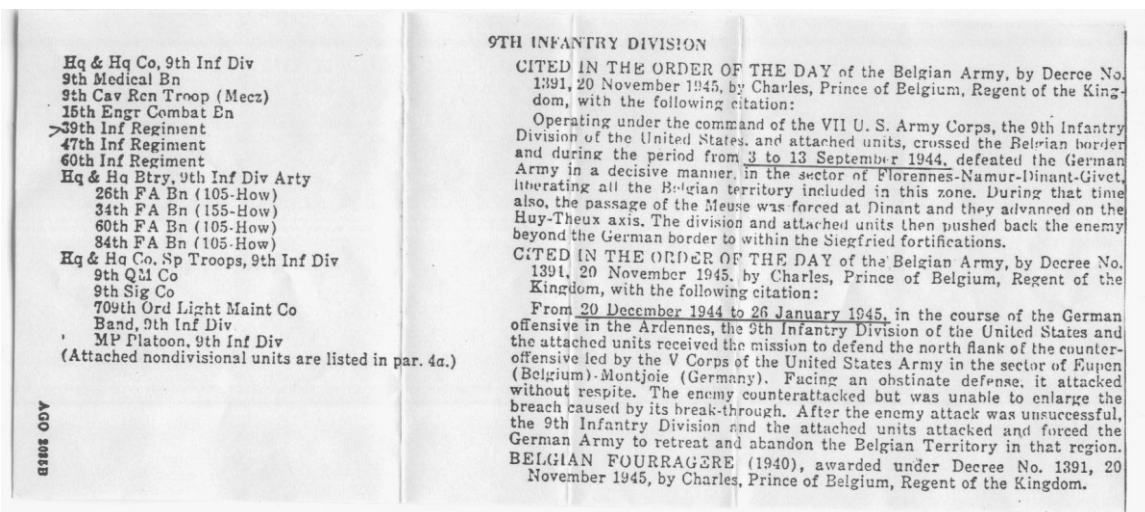 Hq & Hq Co, 9th Inf Div
9th Medical Bn
9th Cav Rcn Troop (Mecz)
15th Engr Combat Bn
>39th Inf Regiment
47th Inf Regiment
60th Inf Regiment
Hq & Hq Btry, 9th Inf Div Arty
26th FA Bn (105-How)
34th FA Bn (155-How)
60th FA Bn (105-How)
84th FA Bn (105-How)
Hq & Hq Co, Sp Troops, 9th Inf Div
9th QM Co
9th Sig Co
709th Ord Light Maint Co
Band, 9th Inf Div
MP Platoon, 9th Inf Div
(Attached nondivisional units are listed in par. 4a.)
AGO 2088B
9TH INFANTRY DIVISION
CITED IN THE ORDER OF THE DAY of the Belgian Army, by Decree No.
1391, 20 November 1945, by Charles, Prince of Belgium, Regent of the King-
dom, with the following citation:
Operating under the command of the VII U. S. Army Corps, the 9th Infantry
Division of the United States, and attached units, crossed the Belgian border
and during the period from 3 to 13 September 1944, defeated the German
Army in a decisive manner, in the sector of Florennes-Namur-Dinant-Givet,
liberating all the Belgian territory included in this zone. During that time
also, the passage of the Meuse was forced at Dinant and they advanced on the
Huy-Theux axis. The division and attached units then pushed back the enemy
beyond the German border to within the Siegfried fortifications.
CITED IN THE ORDER OF THE DAY of the Belgian Army, by Decree No.
1391, 20 November 1945, by Charles, Prince of Belgium, Regent of the
Kingdom, with the following citation:
From 20 December 1944 to 26 January 1945, in the course of the German
offensive in the Ardennes, the 9th Infantry Division of the United States and
the attached units received the mission to defend the north flank of the counter-
offensive led by the V Corps of the United States Army in the sector of Eupen
(Belgium)-Montjoie (Germany). Facing an obstinate defense, it attacked
without respite. The enemy counterattacked but was unable to enlarge the
breach caused by its break-through. After the enemy attack was unsuccessful,
the 9th Infantry Division and the attached units attacked and forced the
German Army to retreat and abandon the Belgian Territory in that region.
BELGIAN FOURRAGERE (1940), awarded under Decree No. 1391, 20
November 1945, by Charles, Prince of Belgium, Regent of the Kingdom.